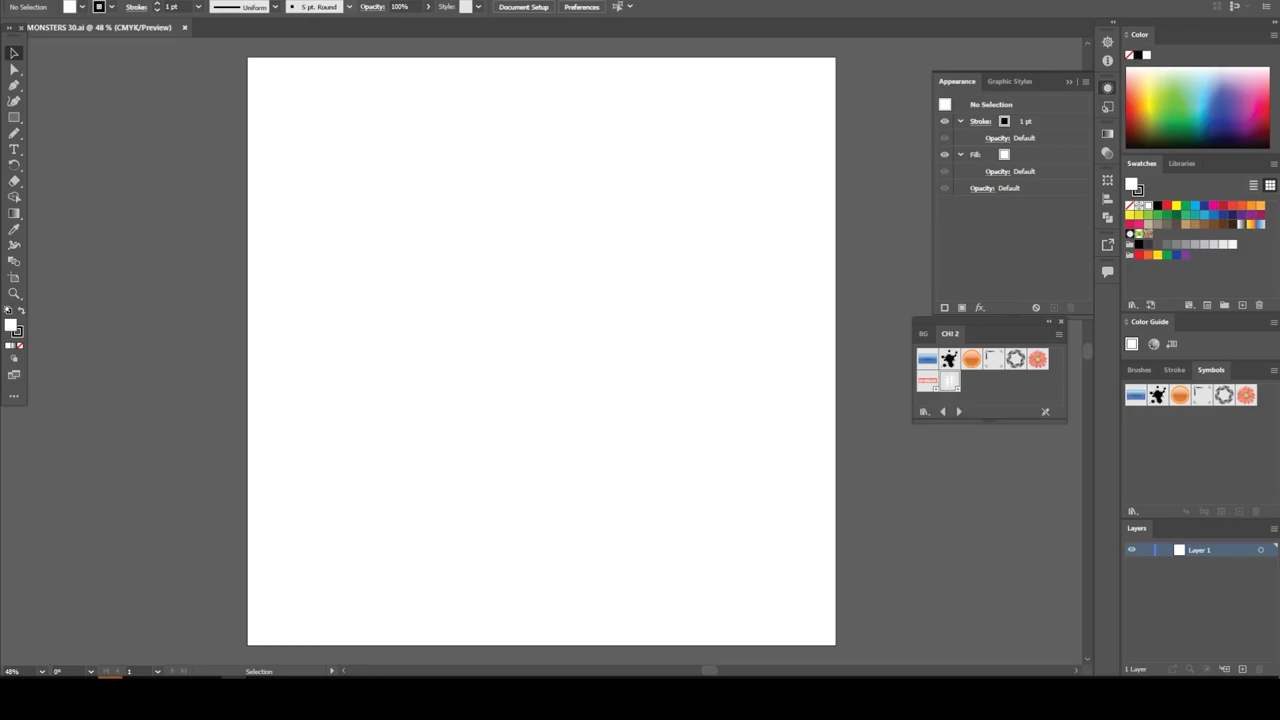 No Selection Stroke: 1 pt Uniform 5 pt. Round Opacity: 100% Style: Document Setup Preferences
MONSTERS 30.ai @ 48 % (CMYK/Preview)
Color
Appearance Graphic Styles
No Selection
Stroke: 1 pt
Opacity: Default
Fill:
Opacity: Default
Opacity: Default
Swatches Libraries
fx.
Color Guide
BG CHI 2
Brushes Stroke Symbols
Layers
Layer 1
48% 0° 1 Selection
1 Layer